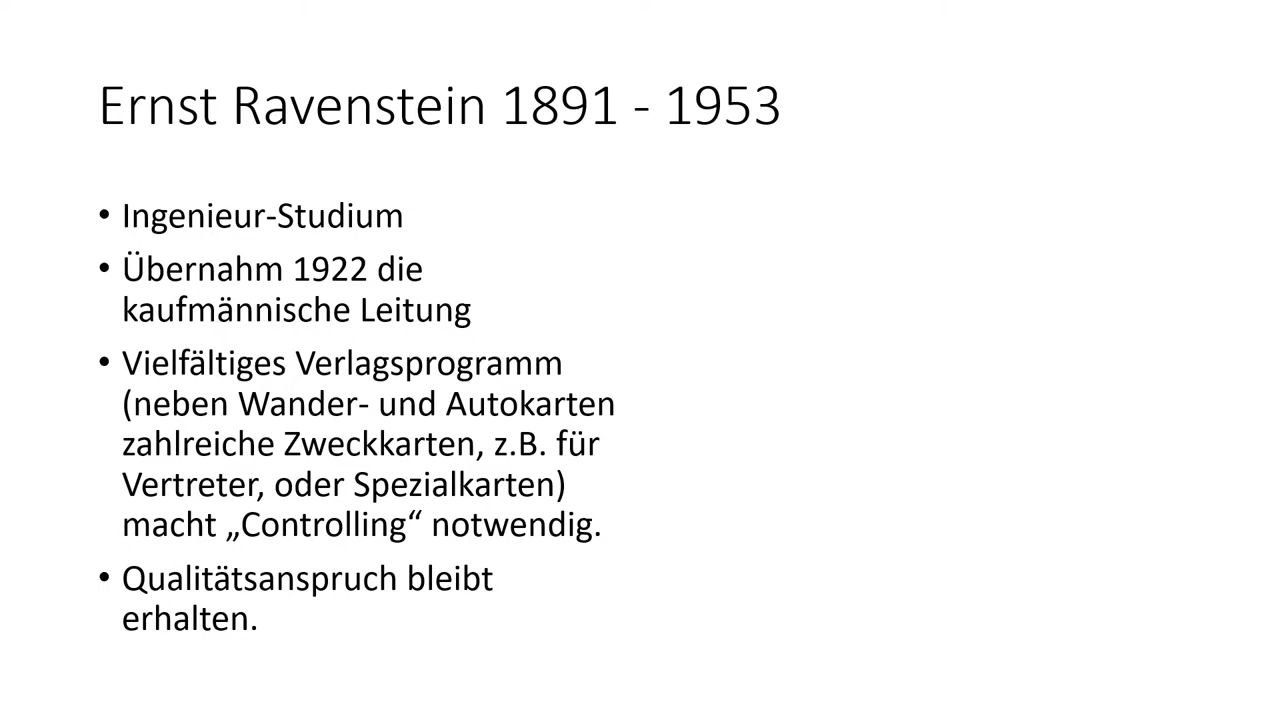 Ernst Ravenstein 1891 - 1953
• Ingenieur-Studium
• Übernahm 1922 die
kaufmännische Leitung
• Vielfältiges Verlagsprogramm
(neben Wander- und Autokarten
zahlreiche Zweckkarten, z.B. für
Vertreter, oder Spezialkarten)
macht „Controlling“ notwendig.
• Qualitätsanspruch bleibt
erhalten.